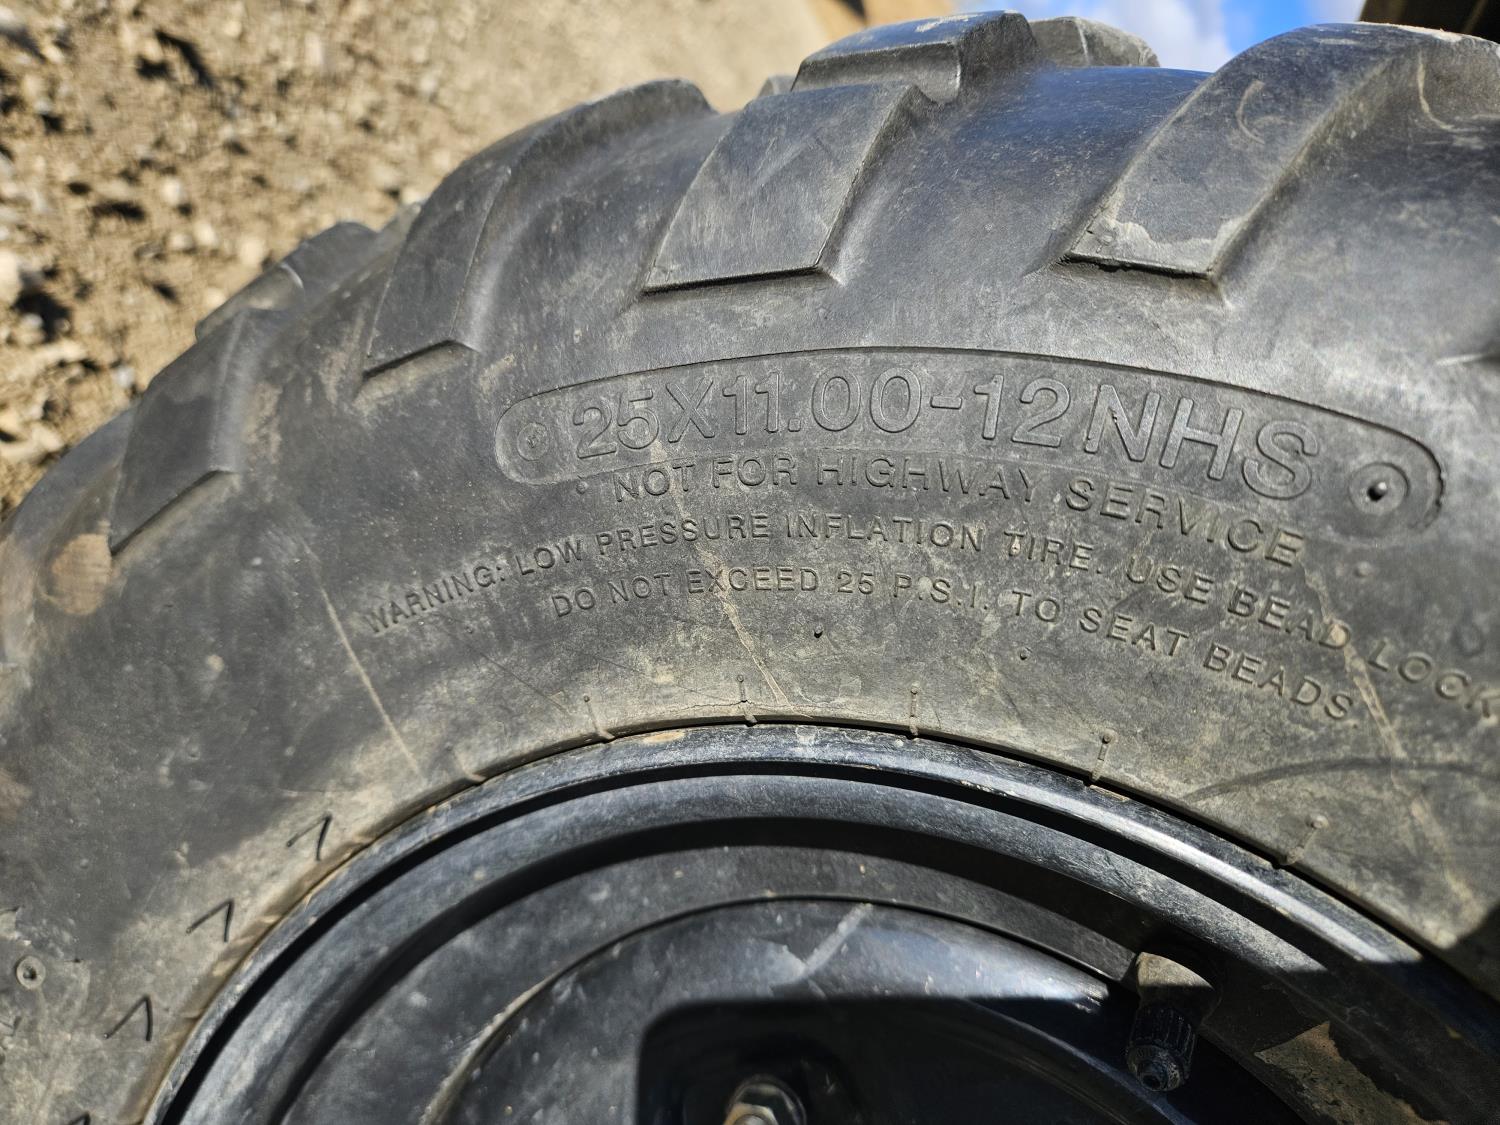 25X11.00-12NHS
NOT FOR HIGHWAY SERVICE
WARNING: LOW PRESSURE INFLATION TIRE. USE BEAD LOCK
DO NOT EXCEED 25 P.S.I. TO SEAT BEADS.